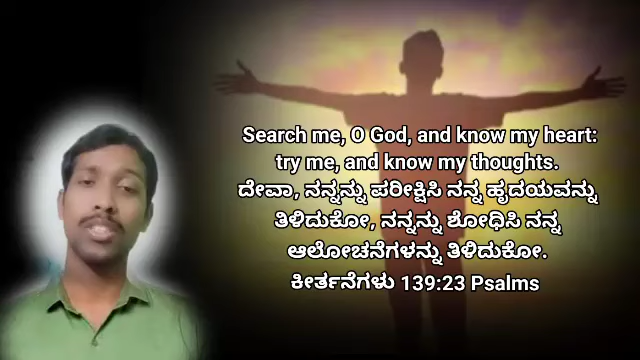 Search me, O God, and know my heart:
try me, and know my thoughts.
ದೇವಾ, ನನ್ನನ್ನು ಪರೀಕ್ಷಿಸಿ ನನ್ನ ಹೃದಯವನ್ನು
ತಿಳಿದುಕೋ, ನನ್ನನ್ನು ಶೋಧಿಸಿ ನನ್ನ
ಆಲೋಚನೆಗಳನ್ನು ತಿಳಿದುಕೋ.
ಕೀರ್ತನೆಗಳು 139:23 Psalms